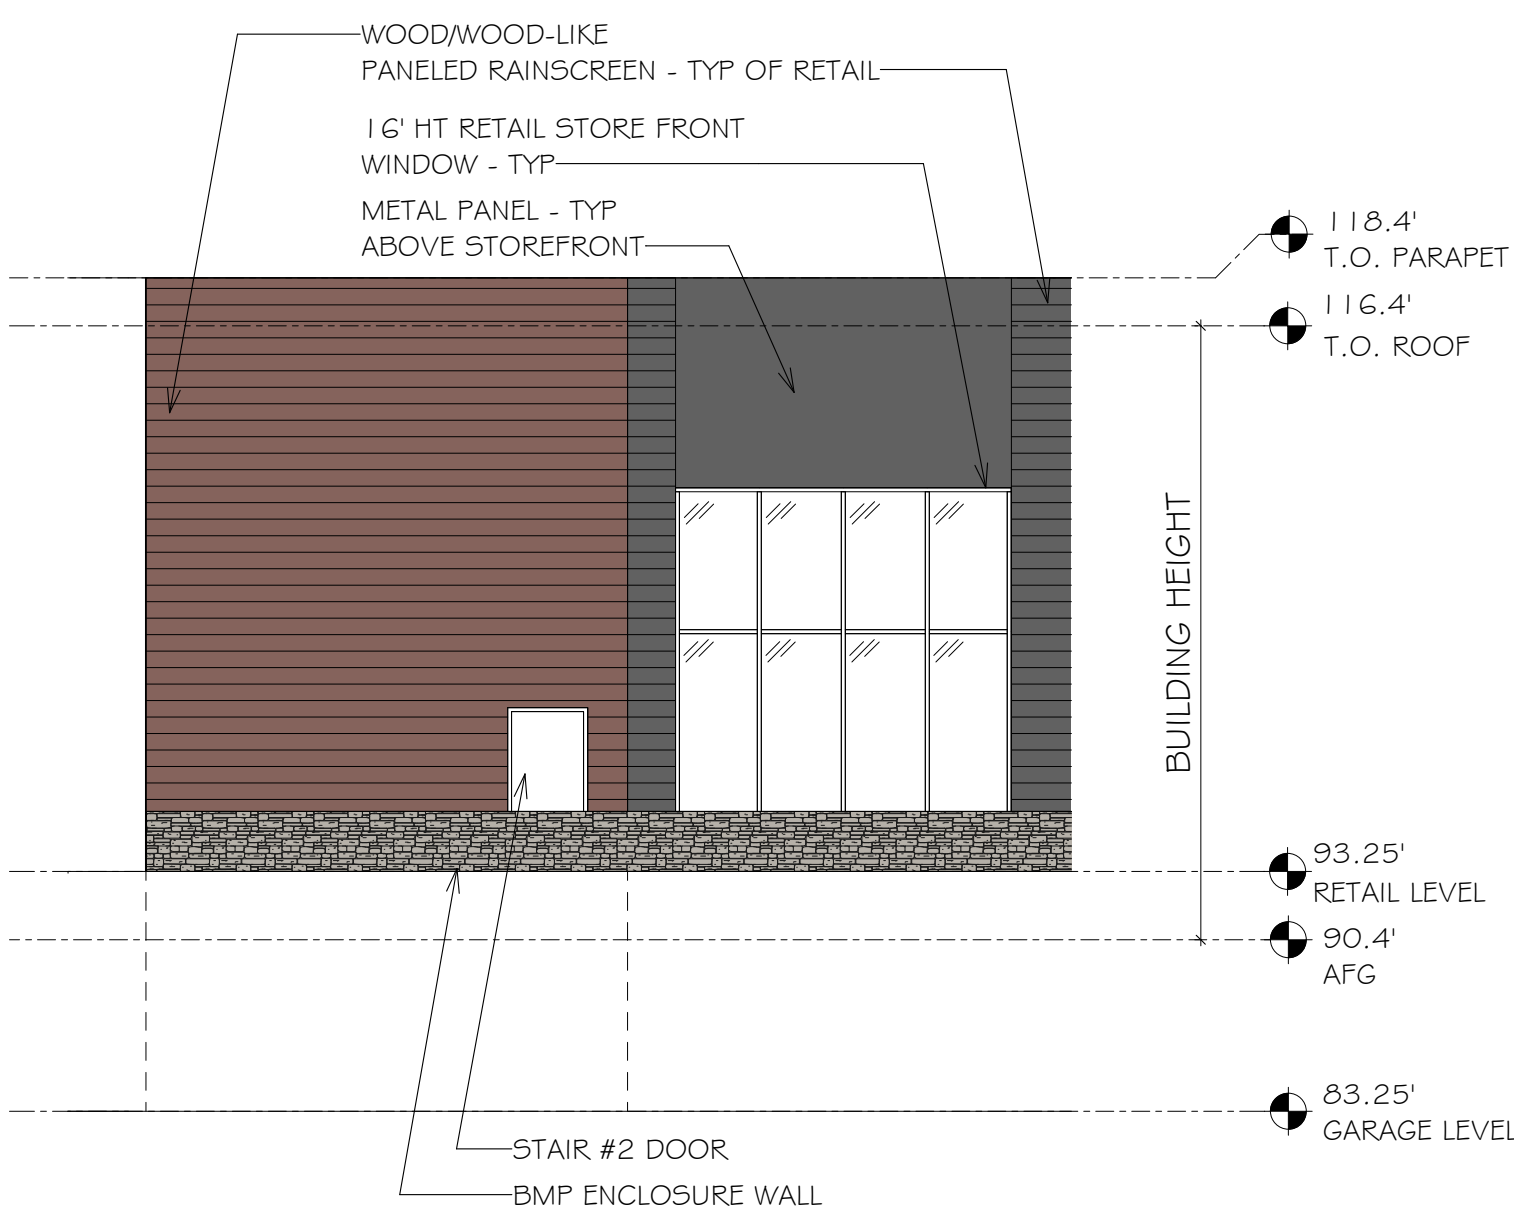 WOOD/WOOD-LIKE
PANELED RAINSCREEN - TYP OF RETAIL
16' HT RETAIL STORE FRONT
WINDOW - TYP
METAL PANEL - TYP
ABOVE STOREFRONT
118.4'
T.O. PARAPET
116.4'
T.O. ROOF
BUILDING HEIGHT
93.25'
RETAIL LEVEL
90.4'
AFG
83.25'
GARAGE LEVEL
STAIR #2 DOOR
BMP ENCLOSURE WALL